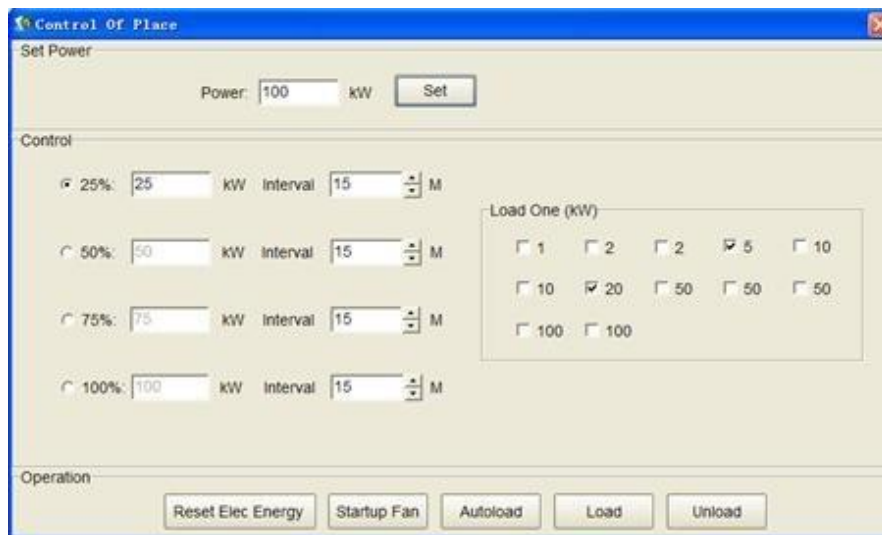 Control Of Place
Set Power
Power: 100 kW Set
Control
25%: 25 kW Interval 15 M
50%: 50 kW Interval 15 M
75%: 75 kW Interval 15 M
100%: 100 kW Interval 15 M
Load One (kW)
1 2 2 5 10
10 20 50 50 50
100 100
Operation
Reset Elec Energy Startup Fan Autoload Load Unload